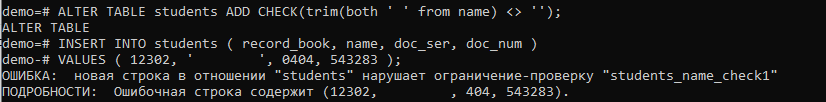 demo=# ALTER TABLE students ADD CHECK(trim(both ' ' from name) <> '');
ALTER TABLE
demo=# INSERT INTO students ( record_book, name, doc_ser, doc_num )
demo-# VALUES ( 12302, '        ', 0404, 543283 );
ОШИБКА:  новая строка в отношении "students" нарушает ограничение-проверку "students_name_check1"
ПОДРОБНОСТИ:  Ошибочная строка содержит (12302,         , 404, 543283).